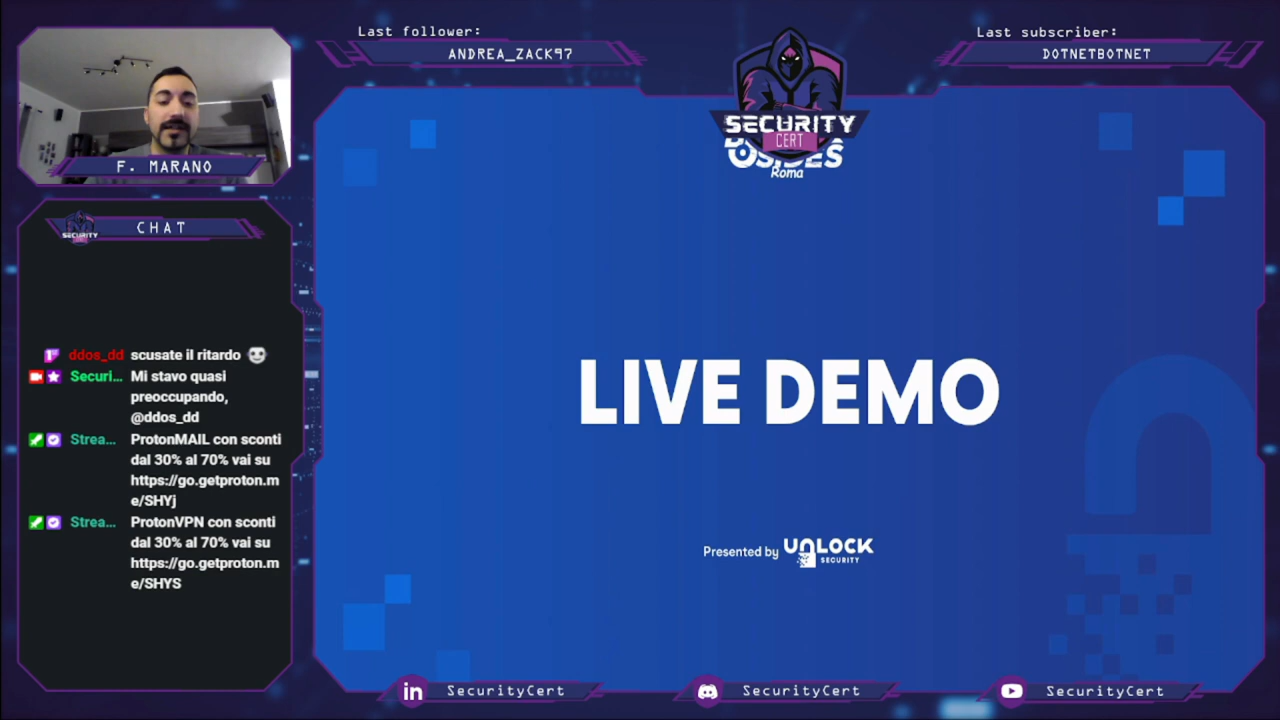 Last follower:
ANDREA_ZACK97
Last subscriber:
DOTNETBOTNET
SECURITY
CERT
Roma
F. MARANO
SECURITY
CHAT
ddos_dd scusate il ritardo
Securi... Mi stavo quasi
preoccupando,
@ddos_dd
Strea... ProtonMAIL con sconti
dal 30% al 70% vai su
https://go.getproton.m
e/SHYj
Strea... ProtonVPN con sconti
dal 30% al 70% vai su
https://go.getproton.m
e/SHYS
LIVE DEMO
Presented by UNLOCK
SECURITY
in SecurityCert
SecurityCert
SecurityCert